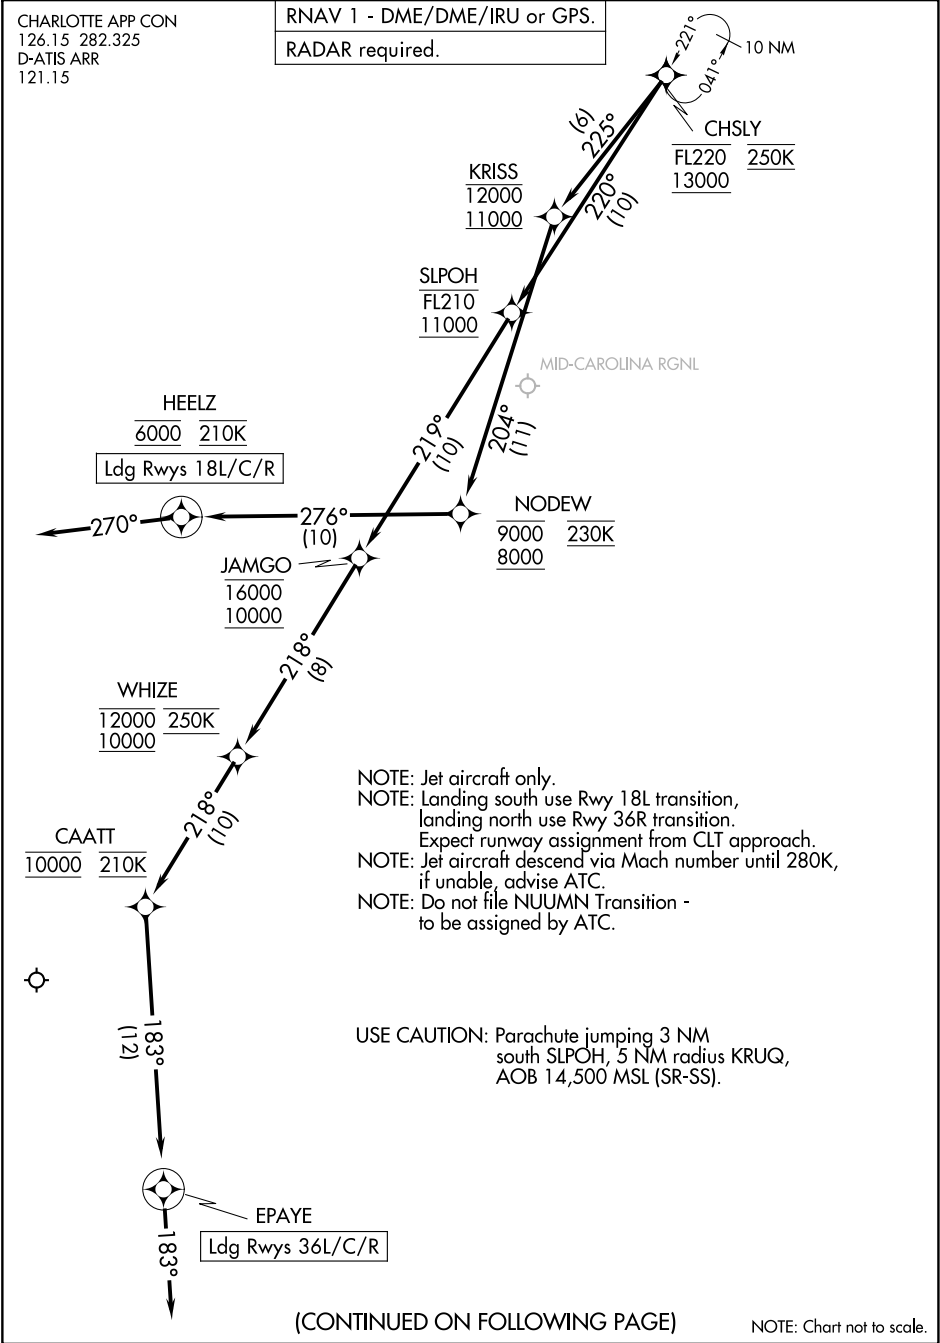 CHARLOTTE APP CON
126.15 282.325
D-ATIS ARR
121.15
RNAV 1 - DME/DME/IRU or GPS.
RADAR required.
221°
041°
10 NM
CHSLY
FL220 250K
13000
(6)
225°
220°
(10)
KRISS
12000
11000
SLPOH
FL210
11000
MID-CAROLINA RGNL
HEELZ
6000 210K
Ldg Rwys 18L/C/R
219°
(10)
204°
(11)
270°
276°
(10)
NODEW
9000 230K
8000
JAMGO
16000
10000
218°
(8)
WHIZE
12000 250K
10000
218°
(10)
CAATT
10000 210K
NOTE: Jet aircraft only.
NOTE: Landing south use Rwy 18L transition,
landing north use Rwy 36R transition.
Expect runway assignment from CLT approach.
NOTE: Jet aircraft descend via Mach number until 280K,
if unable, advise ATC.
NOTE: Do not file NUUMN Transition -
to be assigned by ATC.
183°
(12)
USE CAUTION: Parachute jumping 3 NM
south SLPOH, 5 NM radius KRUQ,
AOB 14,500 MSL (SR-SS).
EPAYE
Ldg Rwys 36L/C/R
183°
(CONTINUED ON FOLLOWING PAGE)
NOTE: Chart not to scale.